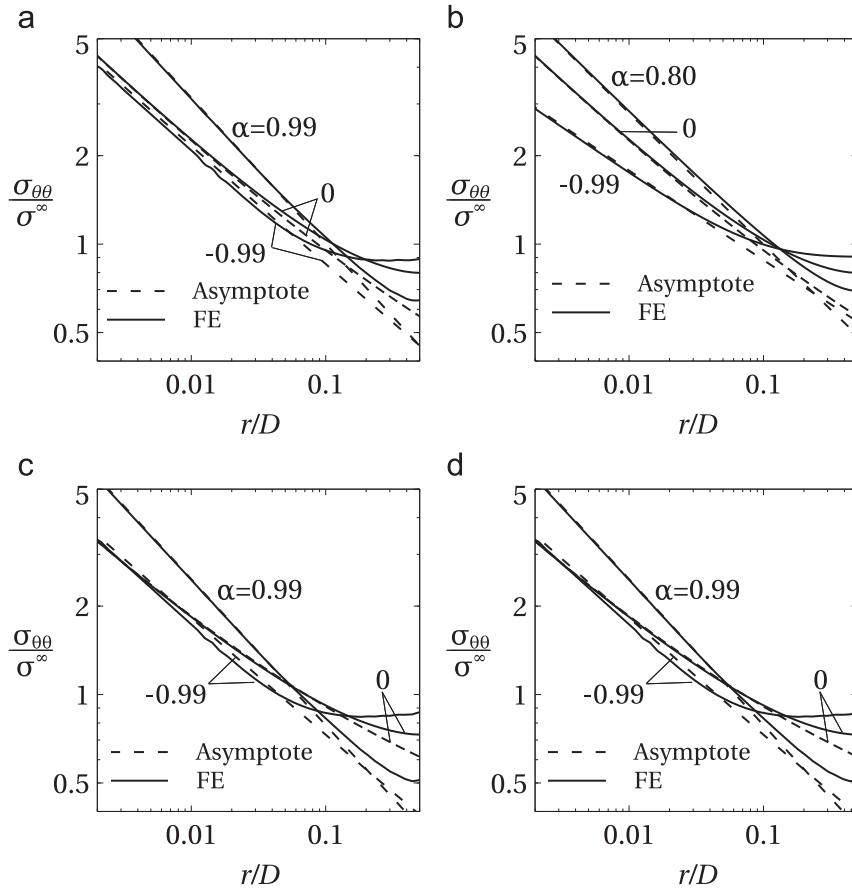 a
5
2
1
0.5
σθθ
σ∞
α=0.99
0
-0.99
Asymptote
FE
0.01 0.1
r/D
b
5
2
1
0.5
σθθ
σ∞
α=0.80
0
-0.99
Asymptote
FE
0.01 0.1
r/D
c
5
2
1
0.5
σθθ
σ∞
α=0.99
0
-0.99
Asymptote
FE
0.01 0.1
r/D
d
5
2
1
0.5
σθθ
σ∞
α=0.99
0
-0.99
Asymptote
FE
0.01 0.1
r/D